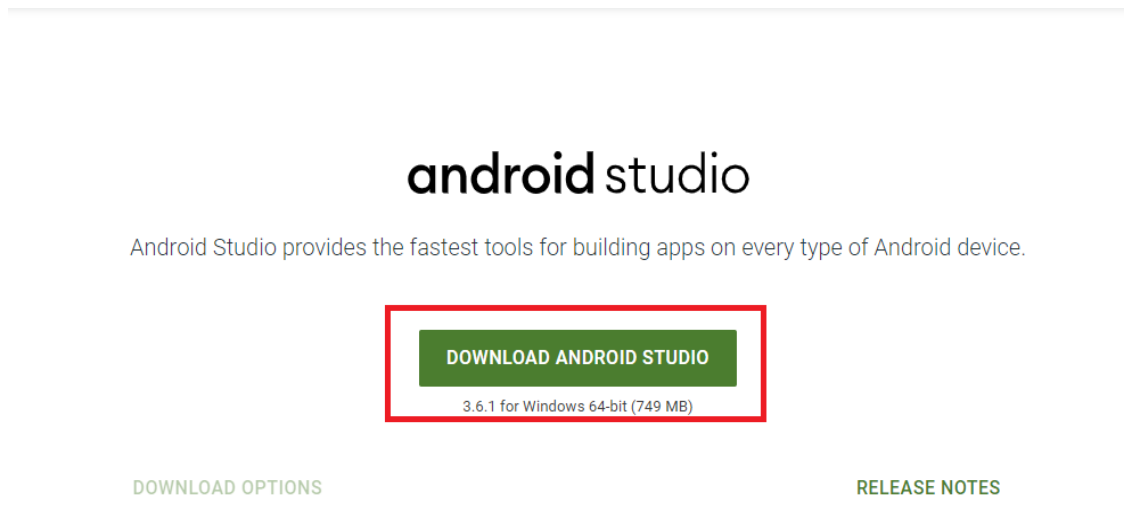 android studio
Android Studio provides the fastest tools for building apps on every type of Android device.
DOWNLOAD ANDROID STUDIO
3.6.1 for Windows 64-bit (749 MB)
DOWNLOAD OPTIONS
RELEASE NOTES